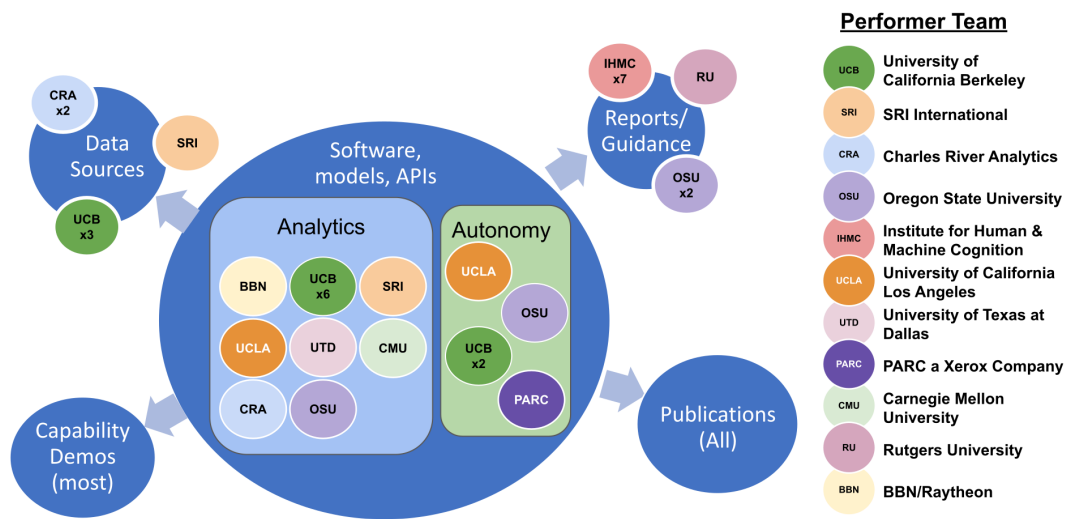 CRA
x2
Data
Sources
SRI
UCB
x3
Software,
models, APIs
Analytics
BBN
UCB
x6
SRI
UCLA
UTD
CMU
CRA
OSU
Autonomy
UCLA
OSU
UCB
x2
PARC
IHMC
x7
RU
Reports/
Guidance
OSU
x2
Capability
Demos
(most)
Publications
(All)
Performer Team
UCB
University of
California Berkeley
SRI
SRI International
CRA
Charles River Analytics
OSU
Oregon State University
IHMC
Institute for Human &
Machine Cognition
UCLA
University of California
Los Angeles
UTD
University of Texas at
Dallas
PARC
PARC a Xerox Company
CMU
Carnegie Mellon
University
RU
Rutgers University
BBN
BBN/Raytheon